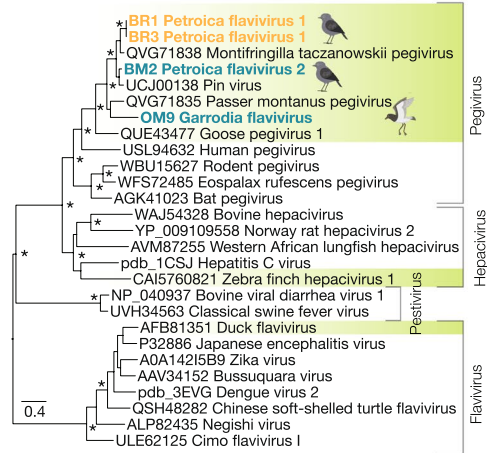 BR1 Petroica flavivirus 1
BR3 Petroica flavivirus 1
QVG71838 Montifringilla taczanowskii pegivirus
BM2 Petroica flavivirus 2
UCJ00138 Pin virus
QVG71835 Passer montanus pegivirus
OM9 Garrodia flavivirus
QUE43477 Goose pegivirus 1
USL94632 Human pegivirus
WBU15627 Rodent pegivirus
WFS72485 Eospalax rufescens pegivirus
AGK41023 Bat pegivirus
Pegivirus
WAJ54328 Bovine hepacivirus
YP_009109558 Norway rat hepacivirus 2
AVM87255 Western African lungfish hepacivirus
pdb_1CSJ Hepatitis C virus
CAI5760821 Zebra finch hepacivirus 1
Hepacivirus
NP_040937 Bovine viral diarrhea virus 1
UVH34563 Classical swine fever virus
Pestivirus
AFB81351 Duck flavivirus
P32886 Japanese encephalitis virus
A0A142I5B9 Zika virus
AAV34152 Bussuquara virus
pdb_3EVG Dengue virus 2
QSH48282 Chinese soft-shelled turtle flavivirus
ALP82435 Negishi virus
ULE62125 Cimo flavivirus I
Flavivirus
0.4